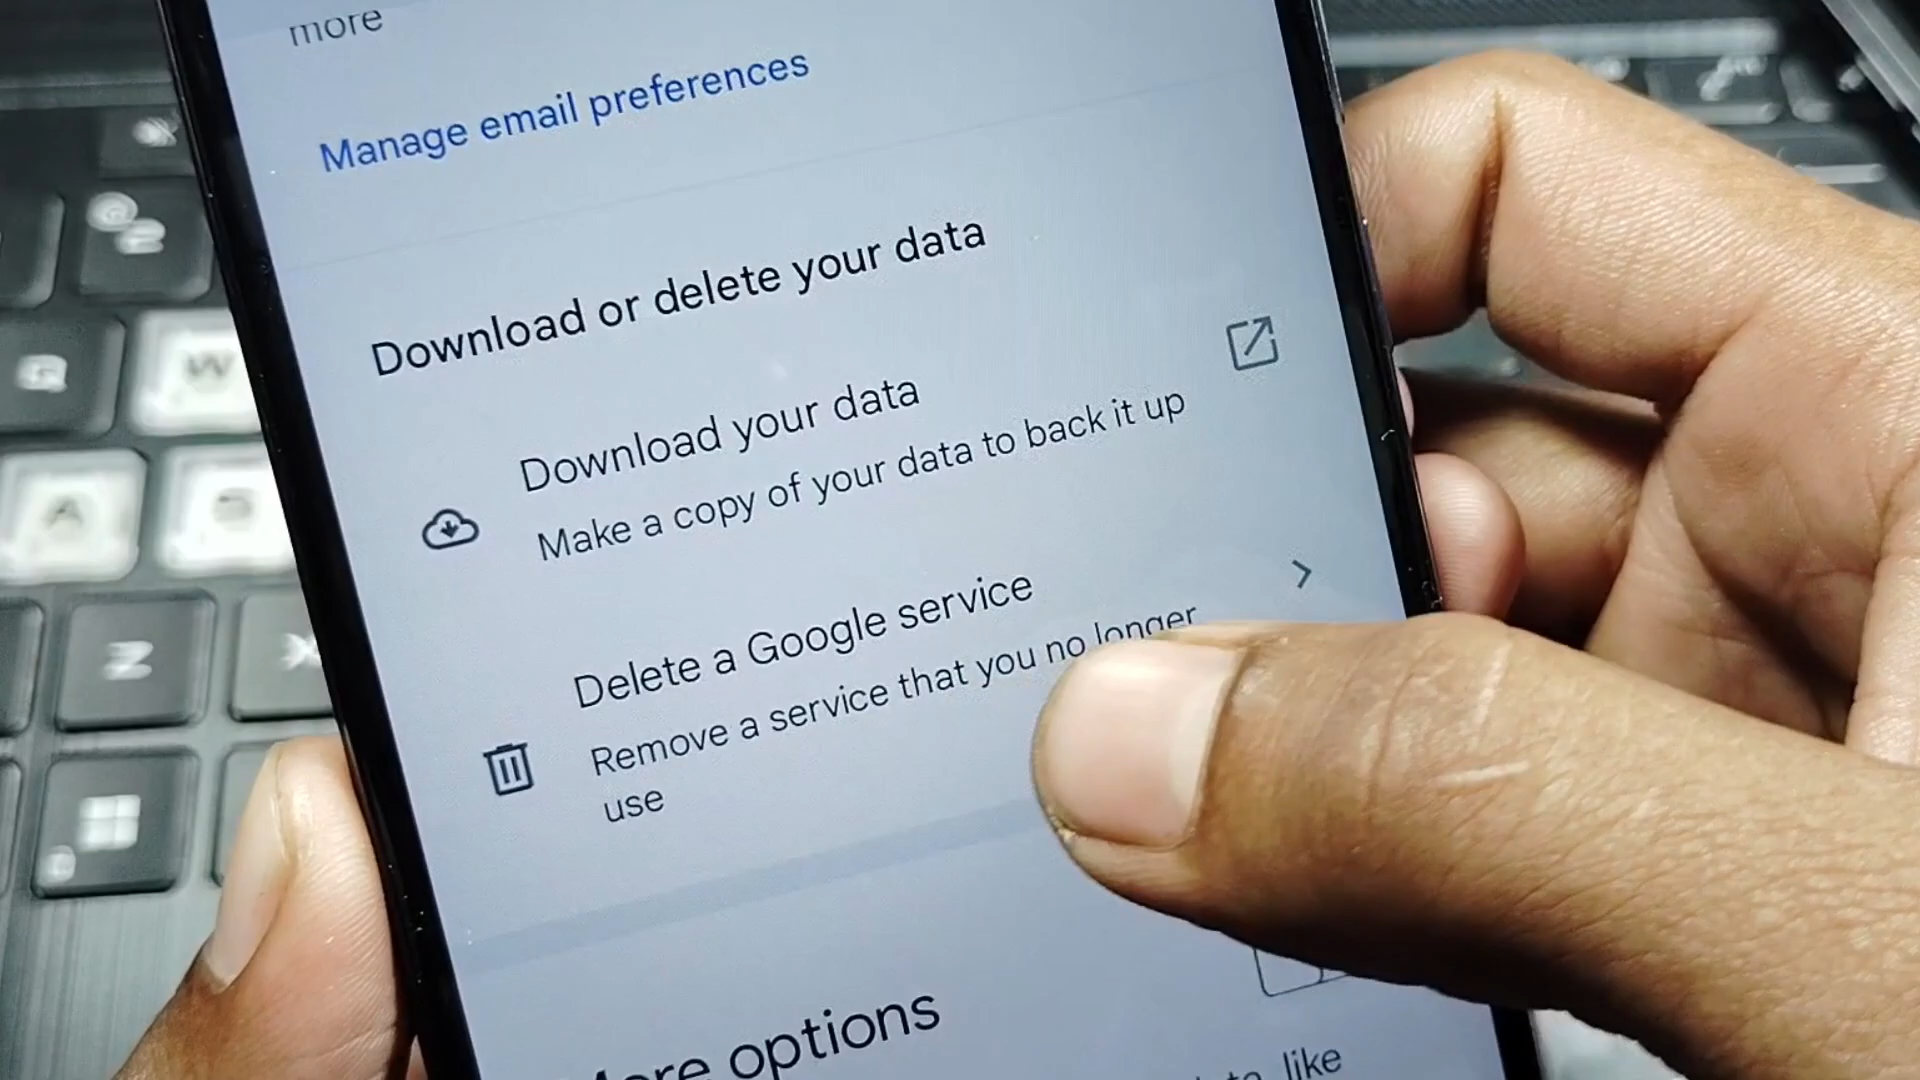 more
Manage email preferences
Download or delete your data
Download your data
Make a copy of your data to back it up
Delete a Google service
Remove a service that you no longer
use
options
like
W
A
Z